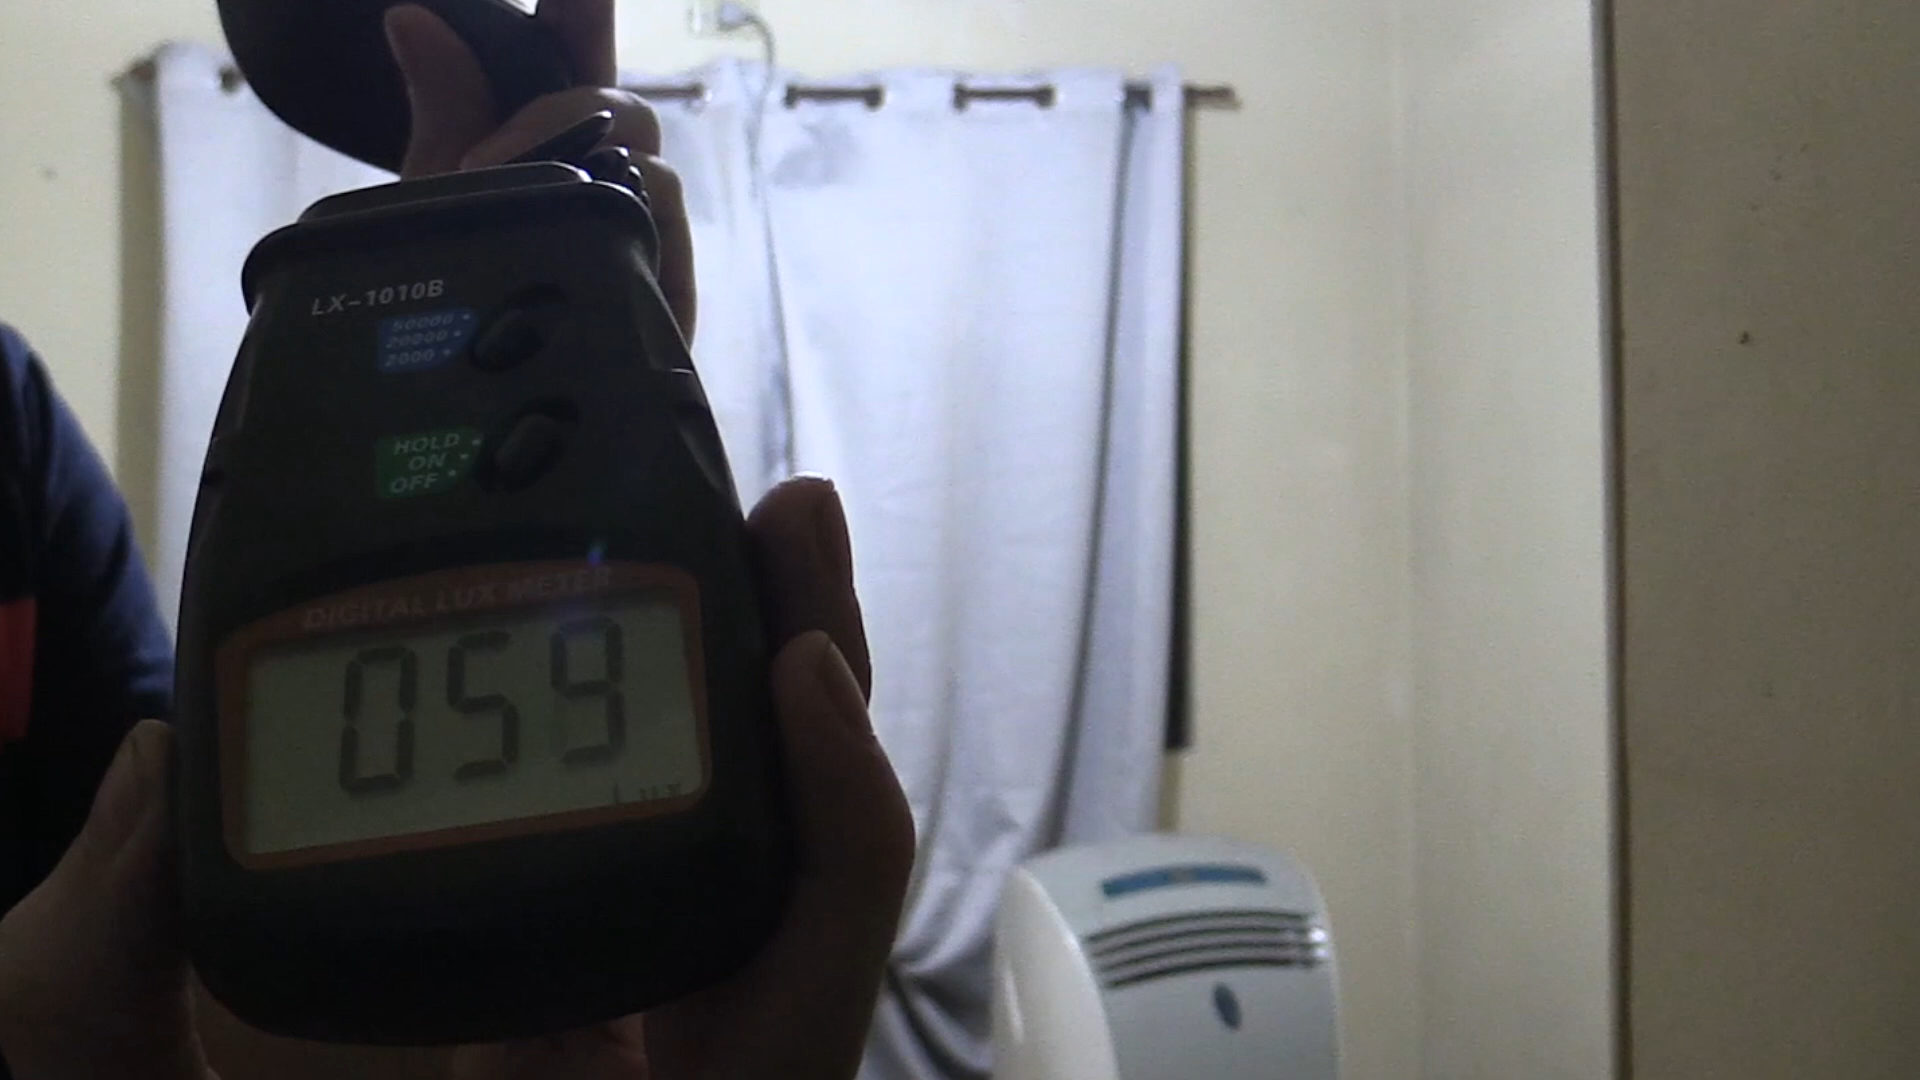 LX-1010B
50000
20000
2000
HOLD
ON
OFF
DIGITAL LUX METER
059
Lux